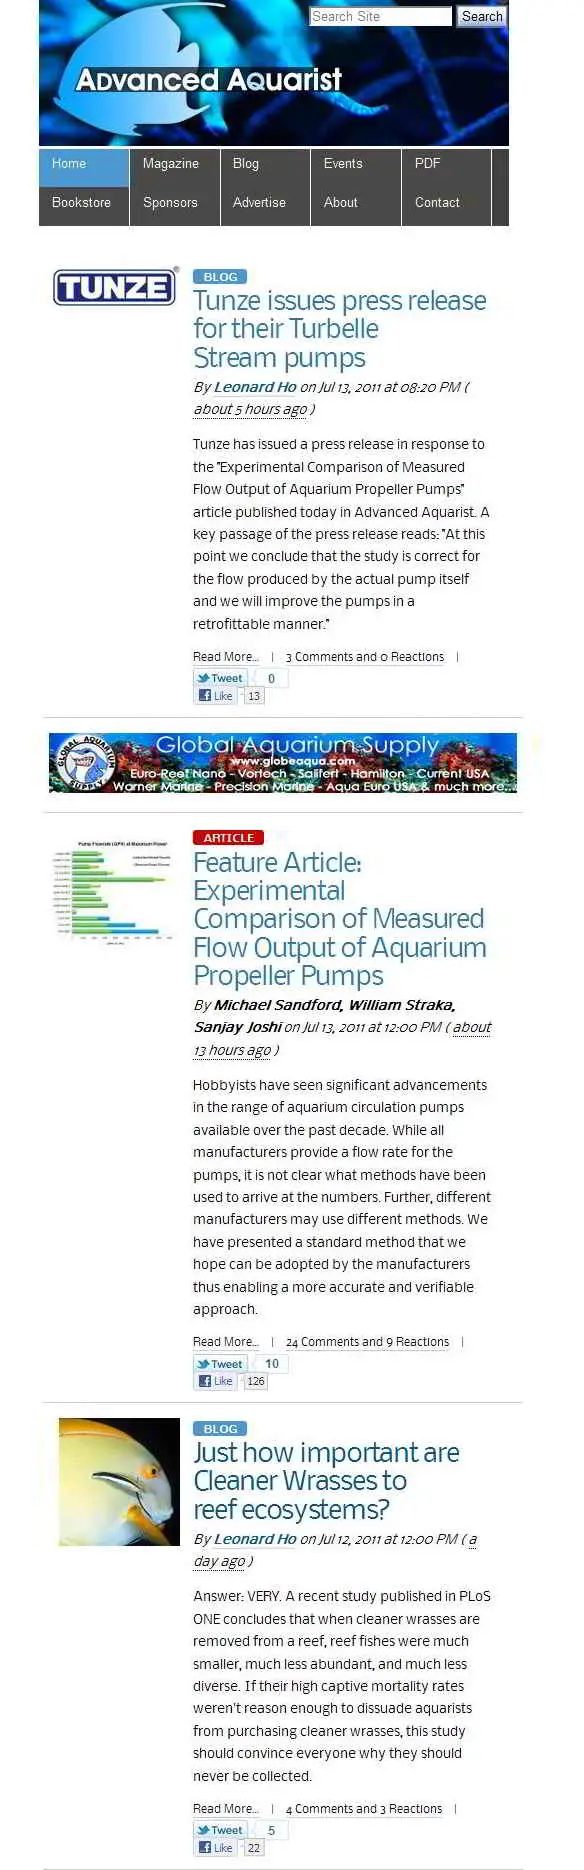 Search Site
Search
Advanced Aquarist
Home Magazine Blog Events PDF
Bookstore Sponsors Advertise About Contact
TUNZE®
BLOG
Tunze issues press release
for their Turbelle
Stream pumps
By Leonard Ho on Jul 13, 2011 at 08:20 PM (
about 5 hours ago )
Tunze has issued a press release in response to
the "Experimental Comparison of Measured
Flow Output of Aquarium Propeller Pumps"
article published today in Advanced Aquarist. A
key passage of the press release reads: "At this
point we conclude that the study is correct for
the flow produced by the actual pump itself
and we will improve the pumps in a
retrofittable manner."
Read More... | 3 Comments and 0 Reactions |
Tweet 0
Like 13
GLOBAL AQUARIUM SUPPLY
Global Aquarium Supply
www.globeaqua.com
Euro-Reef Nano - Vortech - Salifert - Hamilton - Current USA
Warner Marine - Precision Marine - Aqua Euro USA & much more...
ARTICLE
Pump Flowrate (GPH) at Maximum Power
Feature Article:
Experimental
Comparison of Measured
Flow Output of Aquarium
Propeller Pumps
By Michael Sandford, William Straka,
Sanjay Joshi on Jul 13, 2011 at 12:00 PM ( about
13 hours ago )
Hobbyists have seen significant advancements
in the range of aquarium circulation pumps
available over the past decade. While all
manufacturers provide a flow rate for the
pumps, it is not clear what methods have been
used to arrive at the numbers. Further, different
manufacturers may use different methods. We
have presented a standard method that we
hope can be adopted by the manufacturers
thus enabling a more accurate and verifiable
approach.
Read More... | 24 Comments and 9 Reactions |
Tweet 10
Like 126
BLOG
Just how important are
Cleaner Wrasses to
reef ecosystems?
By Leonard Ho on Jul 12, 2011 at 12:00 PM ( a
day ago )
Answer: VERY. A recent study published in PLoS
ONE concludes that when cleaner wrasses are
removed from a reef, reef fishes were much
smaller, much less abundant, and much less
diverse. If their high captive mortality rates
weren't reason enough to dissuade aquarists
from purchasing cleaner wrasses, this study
should convince everyone why they should
never be collected.
Read More... | 4 Comments and 3 Reactions |
Tweet 5
Like 22